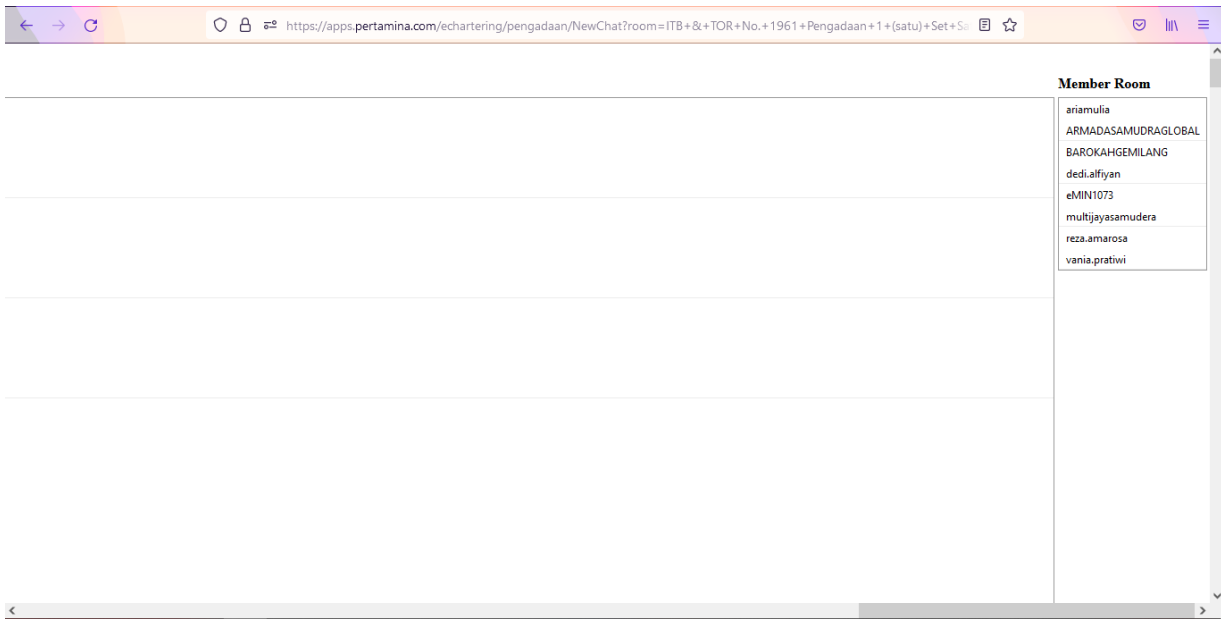 https://apps.pertamina.com/echartering/pengadaan/NewChat?room=ITB+&+TOR+No.+1961+Pengadaan+1+(satu)+Set+Sa
Member Room
ariamulia
ARMADASAMUDRAGLOBAL
BAROKAHGEMILANG
dedi.alfiyan
eMIN1073
multijayasamudera
reza.amarosa
vania.pratiwi